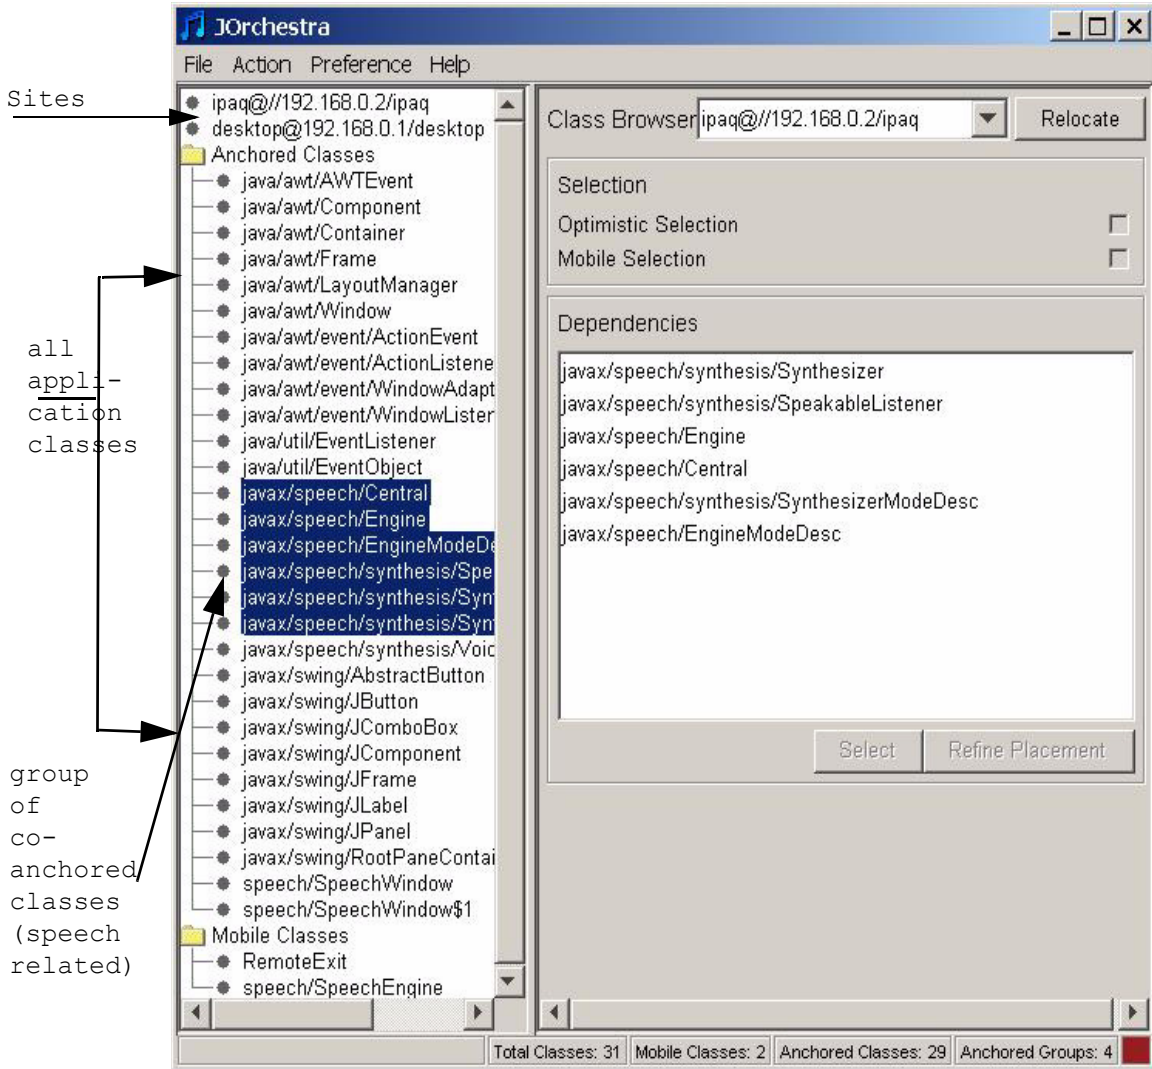 JOrchestra
File Action Preference Help
Sites
ipaq@//192.168.0.2/ipaq
desktop@192.168.0.1/desktop
Anchored Classes
java/awt/AWTEvent
java/awt/Component
java/awt/Container
java/awt/Frame
java/awt/LayoutManager
java/awt/Window
java/awt/event/ActionEvent
java/awt/event/ActionListene
java/awt/event/WindowAdapt
java/awt/event/WindowListen
java/util/EventListener
java/util/EventObject
javax/speech/Central
javax/speech/Engine
javax/speech/EngineModeDe
javax/speech/synthesis/Spe
javax/speech/synthesis/Syn
javax/speech/synthesis/Syn
javax/speech/synthesis/Voic
javax/swing/AbstractButton
javax/swing/JButton
javax/swing/JComboBox
javax/swing/JComponent
javax/swing/JFrame
javax/swing/JLabel
javax/swing/JPanel
javax/swing/RootPaneContai
speech/SpeechWindow
speech/SpeechWindow$1
Mobile Classes
RemoteExit
speech/SpeechEngine
all
appli-
cation
classes
group
of
co-
anchored
classes
(speech
related)
Class Browser ipaq@//192.168.0.2/ipaq Relocate
Selection
Optimistic Selection
Mobile Selection
Dependencies
javax/speech/synthesis/Synthesizer
javax/speech/synthesis/SpeakableListener
javax/speech/Engine
javax/speech/Central
javax/speech/synthesis/SynthesizerModeDesc
javax/speech/EngineModeDesc
Select Refine Placement
Total Classes: 31 Mobile Classes: 2 Anchored Classes: 29 Anchored Groups: 4